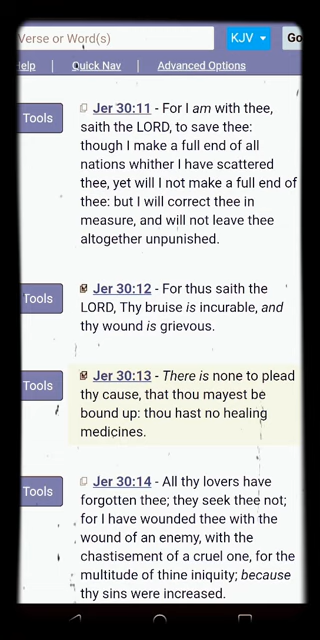 Verse or Word(s)
KJV
Go
Help | Quick Nav | Advanced Options
Tools
Jer 30:11 - For I am with thee,
saith the LORD, to save thee:
though I make a full end of all
nations whither I have scattered
thee, yet will I not make a full end of
thee: but I will correct thee in
measure, and will not leave thee
altogether unpunished.
Tools
Jer 30:12 - For thus saith the
LORD, Thy bruise is incurable, and
thy wound is grievous.
Tools
Jer 30:13 - There is none to plead
thy cause, that thou mayest be
bound up: thou hast no healing
medicines.
Tools
Jer 30:14 - All thy lovers have
forgotten thee; they seek thee not;
for I have wounded thee with the
wound of an enemy, with the
chastisement of a cruel one, for the
multitude of thine iniquity; because
thy sins were increased.